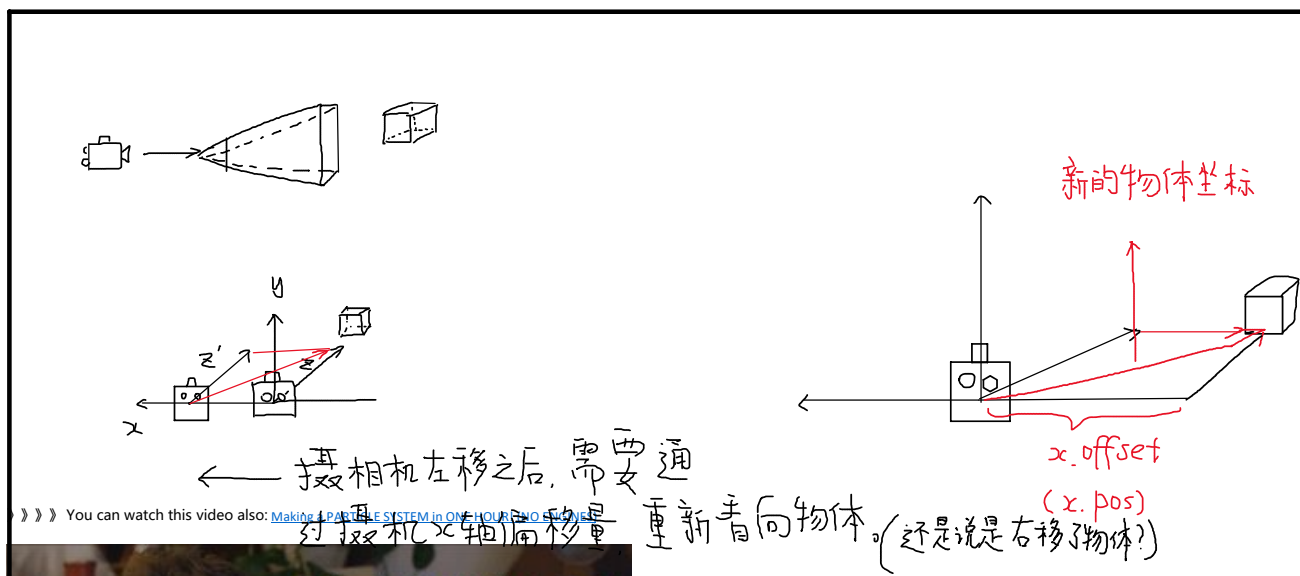 新的物体坐标
y
z'
z
x
x.offset
(x.pos)
摄相机左移之后,需要通
过摄机x轴偏移量,重新看向物体。(还是说是右移了物体?)
》》》》You can watch this video also: Making a PARTICLE SYSTEM in ONE HOUR! (NO ENGINES)